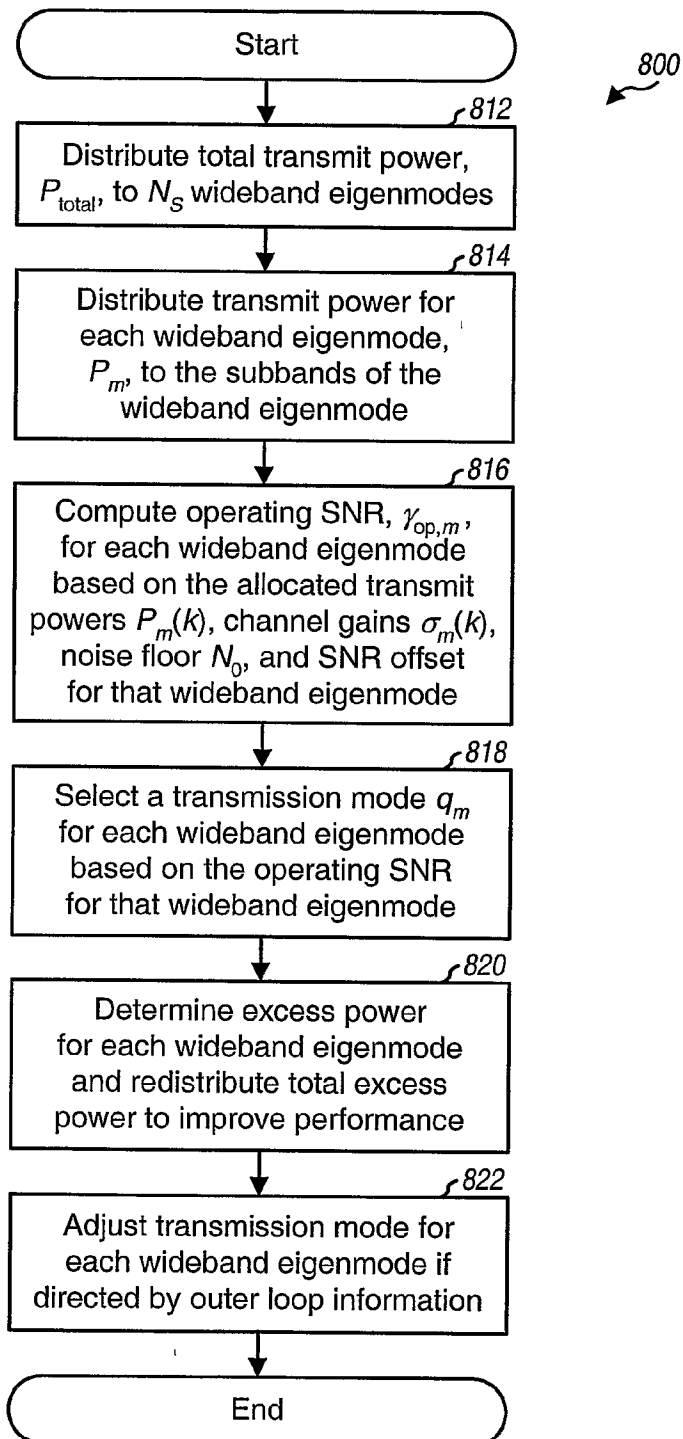 Start
800
812
Distribute total transmit power,
P_total, to N_S wideband eigenmodes
814
Distribute transmit power for
each wideband eigenmode,
P_m, to the subbands of the
wideband eigenmode
816
Compute operating SNR, γ_op,m,
for each wideband eigenmode
based on the allocated transmit
powers P_m(k), channel gains σ_m(k),
noise floor N_0, and SNR offset
for that wideband eigenmode
818
Select a transmission mode q_m
for each wideband eigenmode
based on the operating SNR
for that wideband eigenmode
820
Determine excess power
for each wideband eigenmode
and redistribute total excess
power to improve performance
822
Adjust transmission mode for
each wideband eigenmode if
directed by outer loop information
End